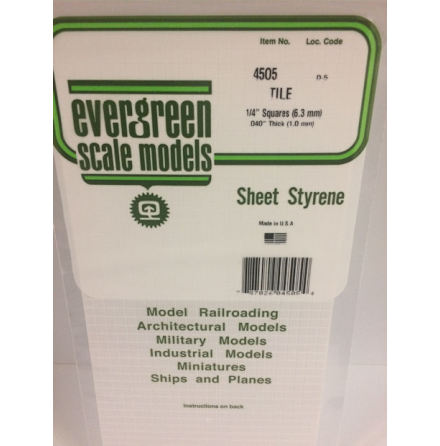 Item No. Loc. Code
4505 D-5
TILE
1/4" Squares (6.3 mm)
.040" Thick (1.0 mm)
evergreen
scale models
Sheet Styrene
Made in U S A
Model Railroading
Architectural Models
Military Models
Industrial Models
Miniatures
Ships and Planes
Instructions on back